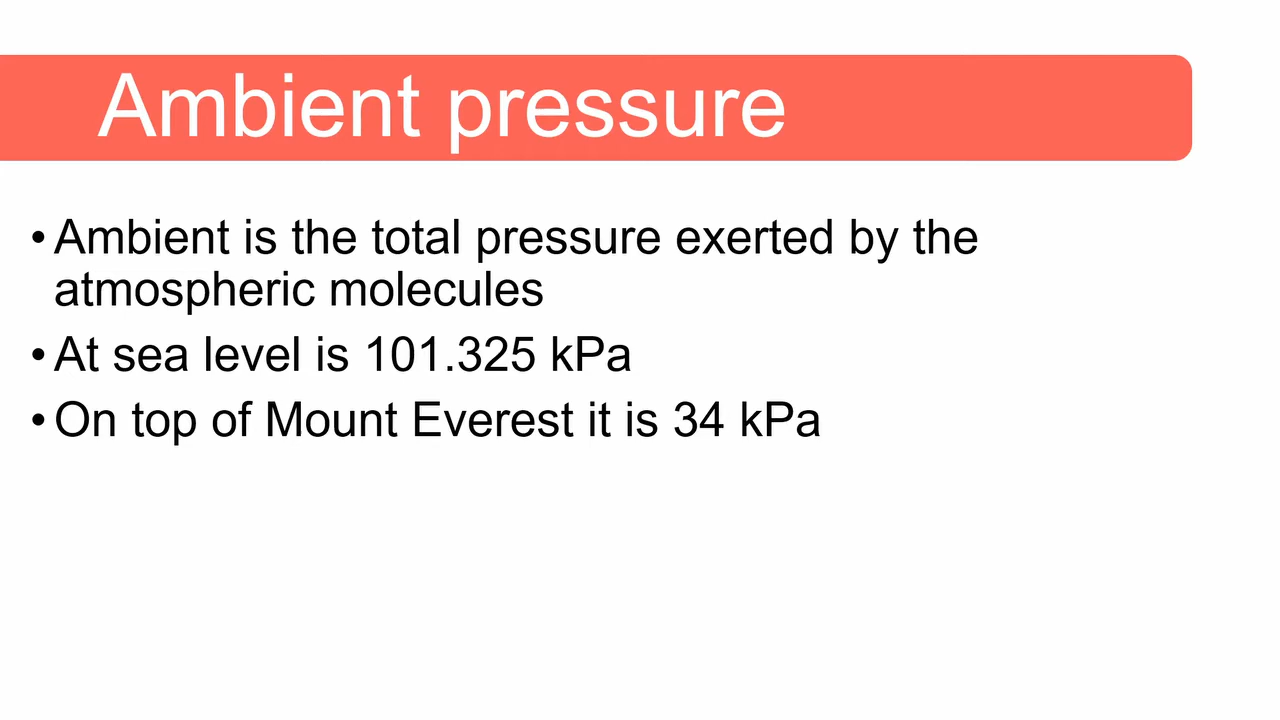 Ambient pressure
•Ambient is the total pressure exerted by the
atmospheric molecules
•At sea level is 101.325 kPa
•On top of Mount Everest it is 34 kPa